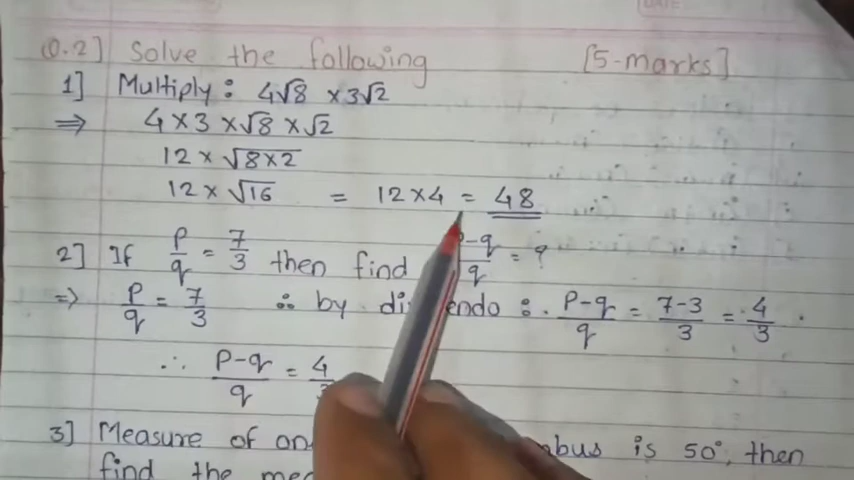 Q.2] Solve the following [5-marks]
1] Multiply : 4√8 × 3√2
⇒ 4 × 3 × √8 × √2
12 × √8×2
12 × √16 = 12 × 4 = 48
2] If p/q = 7/3 then find p-q/q = ?
⇒ p/q = 7/3 ∴ by : p-q/q = 7-3/3 = 4/3 .
∴ p-q/q = 4/3
3] Measure of is 50°, then
find the